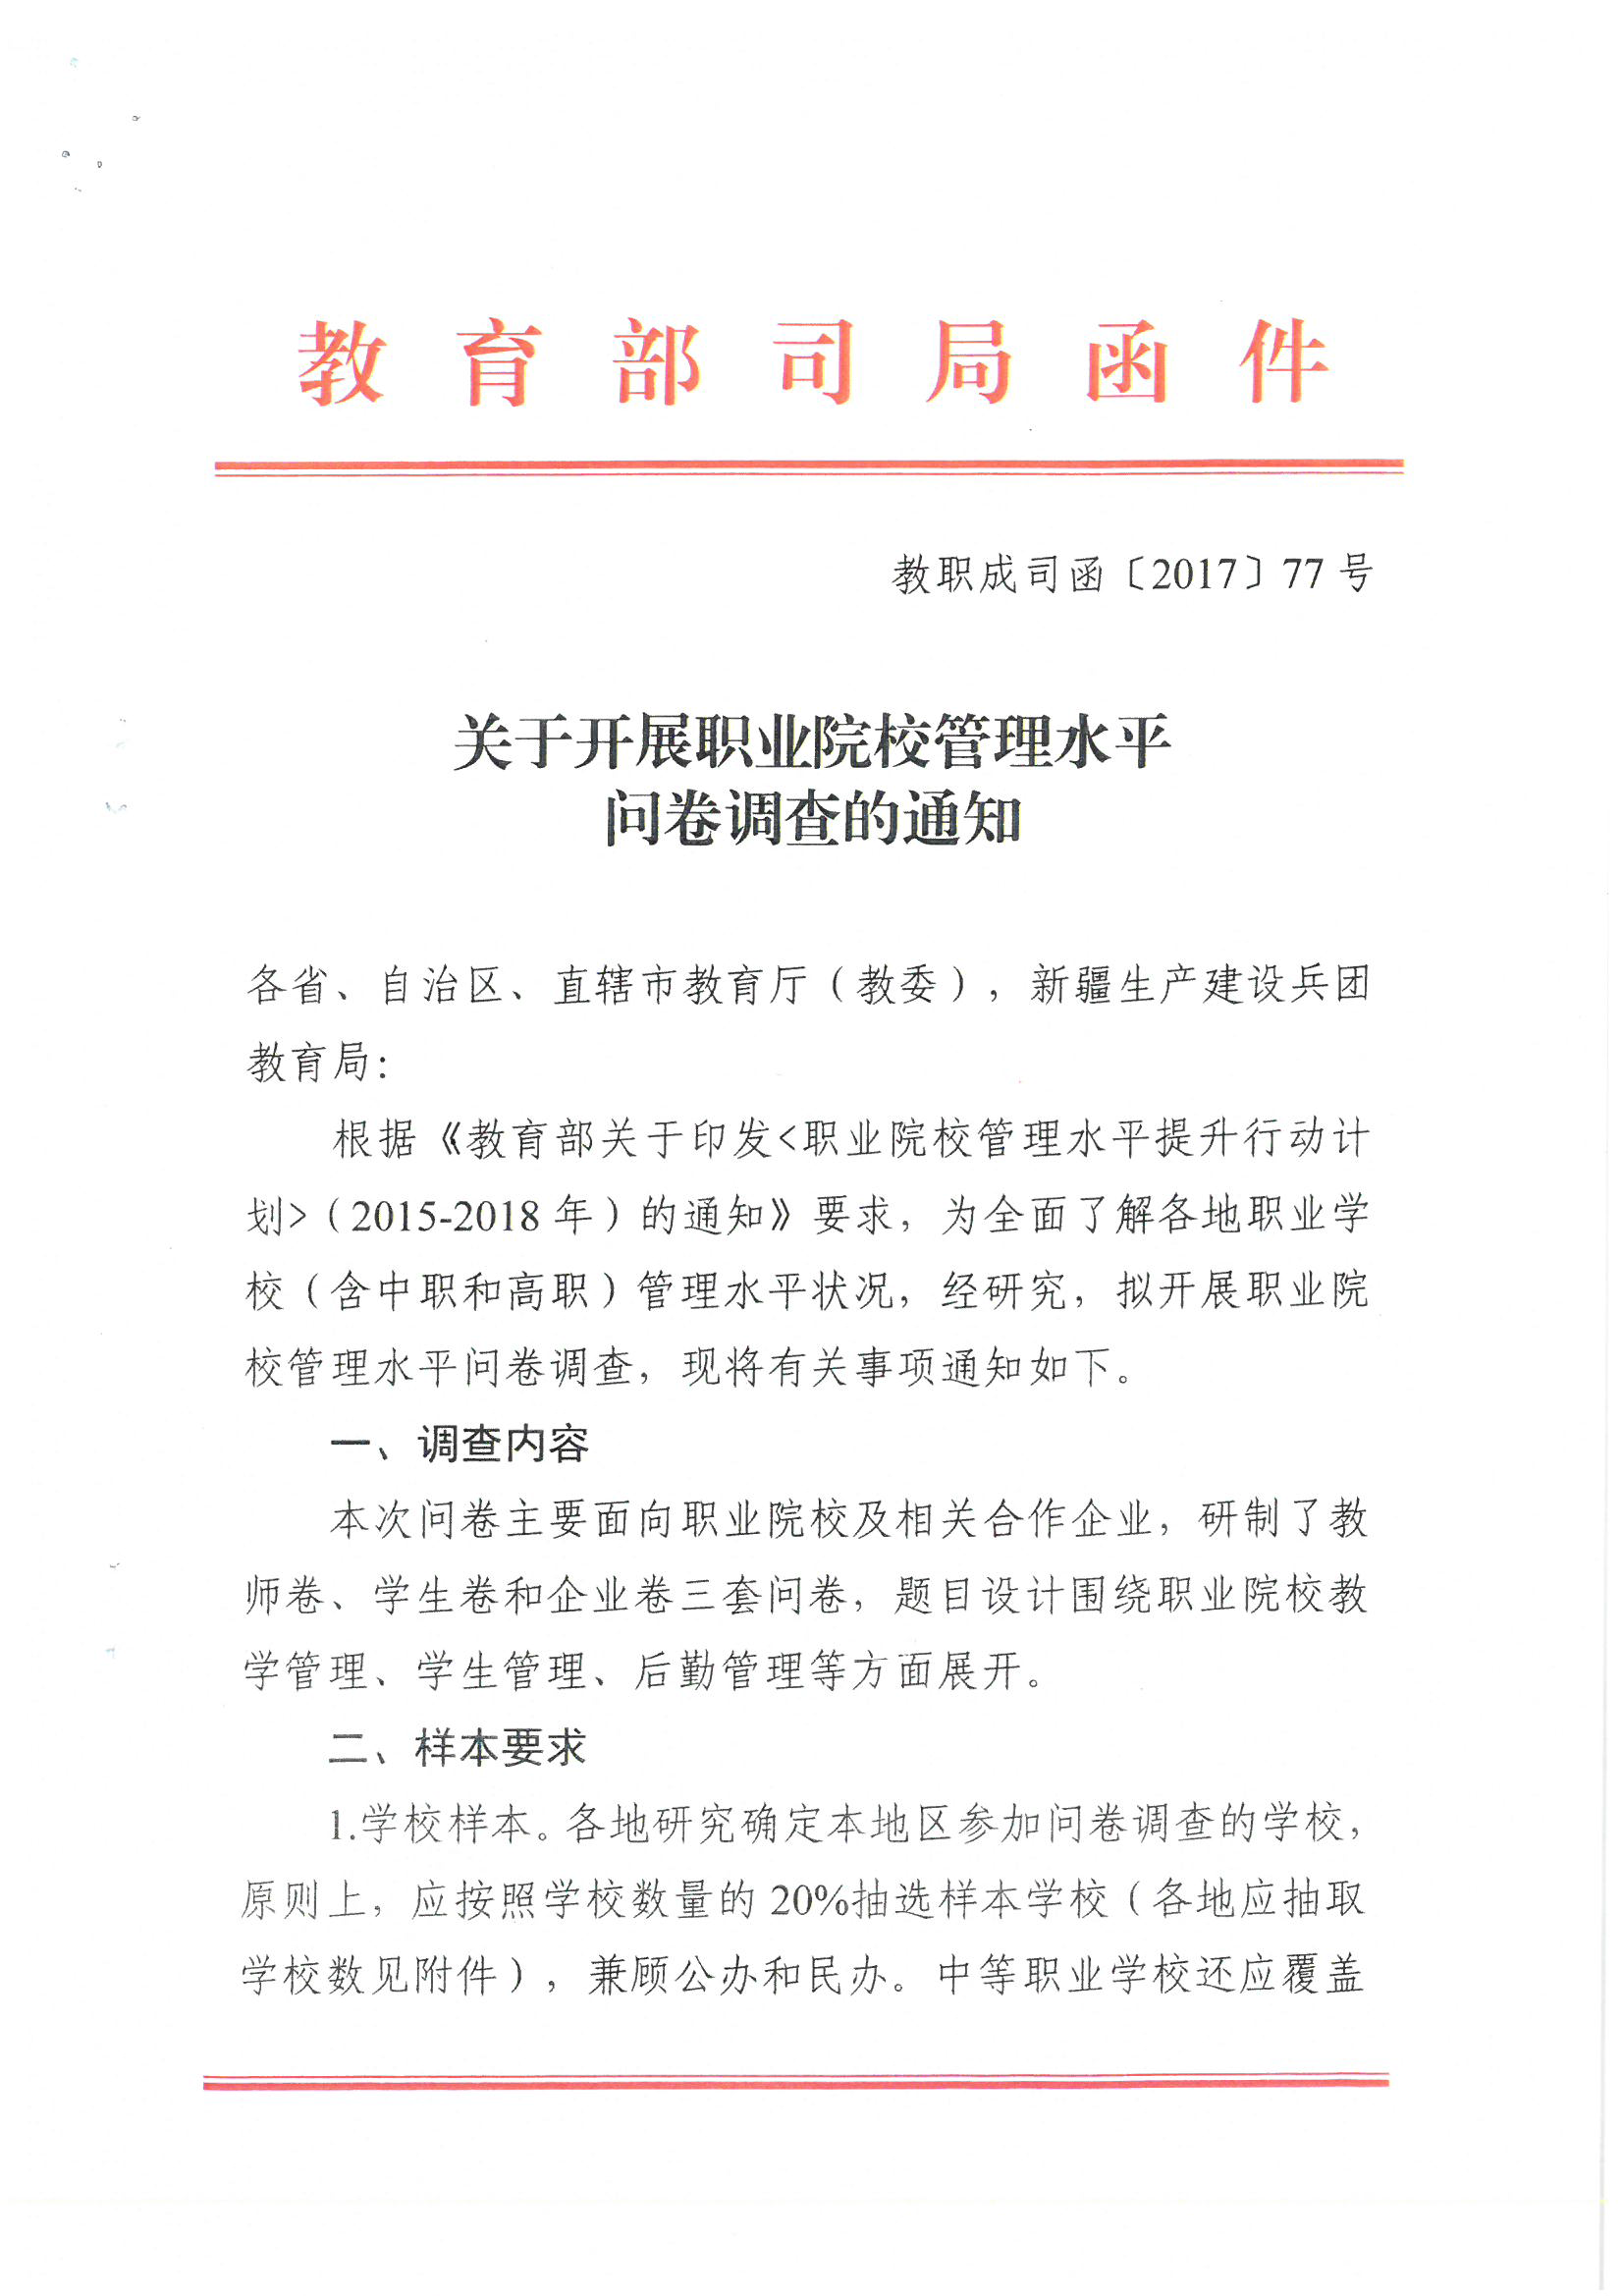 教育部司局函件
教职成司函〔2017〕77号
关于开展职业院校管理水平
问卷调查的通知
各省、自治区、直辖市教育厅（教委），新疆生产建设兵团
教育局：
根据《教育部关于印发<职业院校管理水平提升行动计
划>（2015-2018年）的通知》要求，为全面了解各地职业学
校（含中职和高职）管理水平状况，经研究，拟开展职业院
校管理水平问卷调查，现将有关事项通知如下。
一、调查内容
本次问卷主要面向职业院校及相关合作企业，研制了教
师卷、学生卷和企业卷三套问卷，题目设计围绕职业院校教
学管理、学生管理、后勤管理等方面展开。
二、样本要求
1.学校样本。各地研究确定本地区参加问卷调查的学校，
原则上，应按照学校数量的20%抽选样本学校（各地应抽取
学校数见附件），兼顾公办和民办。中等职业学校还应覆盖